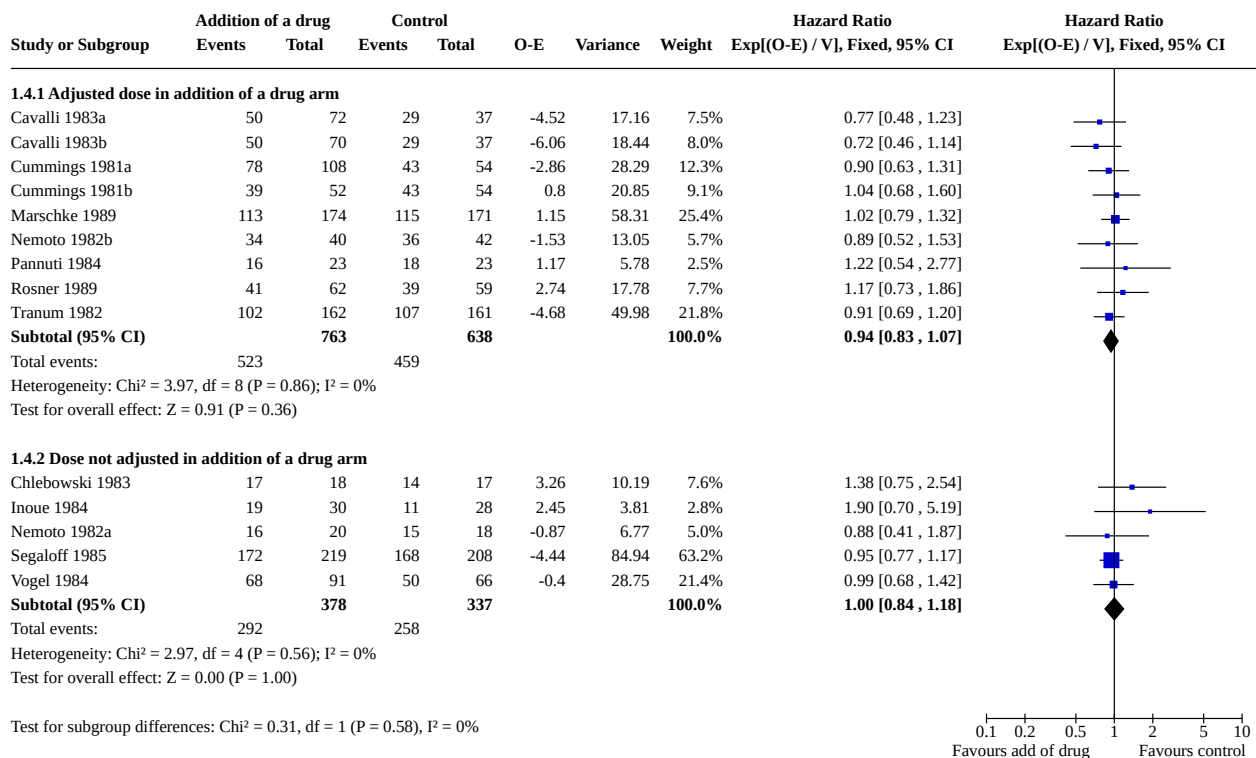 Addition of a drug Control Hazard Ratio Hazard Ratio
Study or Subgroup Events Total Events Total O-E Variance Weight Exp[(O-E) / V], Fixed, 95% CI Exp[(O-E) / V], Fixed, 95% CI
1.4.1 Adjusted dose in addition of a drug arm
Cavalli 1983a 50 72 29 37 -4.52 17.16 7.5% 0.77 [0.48 , 1.23]
Cavalli 1983b 50 70 29 37 -6.06 18.44 8.0% 0.72 [0.46 , 1.14]
Cummings 1981a 78 108 43 54 -2.86 28.29 12.3% 0.90 [0.63 , 1.31]
Cummings 1981b 39 52 43 54 0.8 20.85 9.1% 1.04 [0.68 , 1.60]
Marschke 1989 113 174 115 171 1.15 58.31 25.4% 1.02 [0.79 , 1.32]
Nemoto 1982b 34 40 36 42 -1.53 13.05 5.7% 0.89 [0.52 , 1.53]
Pannuti 1984 16 23 18 23 1.17 5.78 2.5% 1.22 [0.54 , 2.77]
Rosner 1989 41 62 39 59 2.74 17.78 7.7% 1.17 [0.73 , 1.86]
Tranum 1982 102 162 107 161 -4.68 49.98 21.8% 0.91 [0.69 , 1.20]
Subtotal (95% CI) 763 638 100.0% 0.94 [0.83 , 1.07]
Total events: 523 459
Heterogeneity: Chi² = 3.97, df = 8 (P = 0.86); I² = 0%
Test for overall effect: Z = 0.91 (P = 0.36)
1.4.2 Dose not adjusted in addition of a drug arm
Chlebowski 1983 17 18 14 17 3.26 10.19 7.6% 1.38 [0.75 , 2.54]
Inoue 1984 19 30 11 28 2.45 3.81 2.8% 1.90 [0.70 , 5.19]
Nemoto 1982a 16 20 15 18 -0.87 6.77 5.0% 0.88 [0.41 , 1.87]
Segaloff 1985 172 219 168 208 -4.44 84.94 63.2% 0.95 [0.77 , 1.17]
Vogel 1984 68 91 50 66 -0.4 28.75 21.4% 0.99 [0.68 , 1.42]
Subtotal (95% CI) 378 337 100.0% 1.00 [0.84 , 1.18]
Total events: 292 258
Heterogeneity: Chi² = 2.97, df = 4 (P = 0.56); I² = 0%
Test for overall effect: Z = 0.00 (P = 1.00)
Test for subgroup differences: Chi² = 0.31, df = 1 (P = 0.58), I² = 0%
0.1 0.2 0.5 1 2 5 10
Favours add of drug Favours control